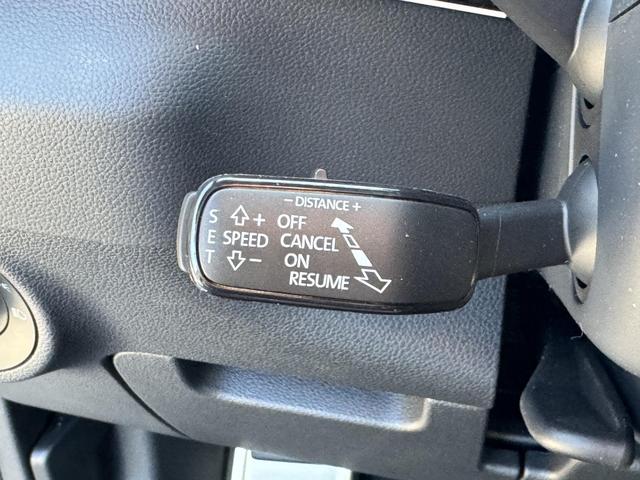 − DISTANCE +
S + OFF
E SPEED CANCEL
T − ON
RESUME